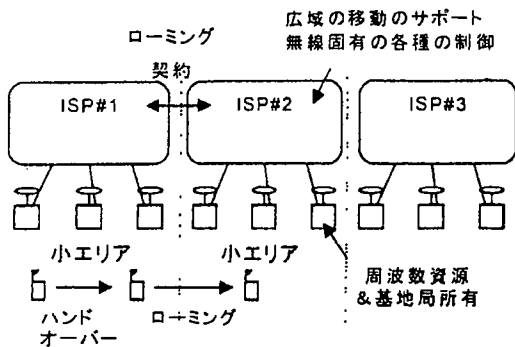 ローミング
契約
広域の移動のサポート
無線固有の各種の制御
ISP#1
ISP#2
ISP#3
小エリア
小エリア
周波数資源
&基地局所有
ハンド
オーバー
ローミング